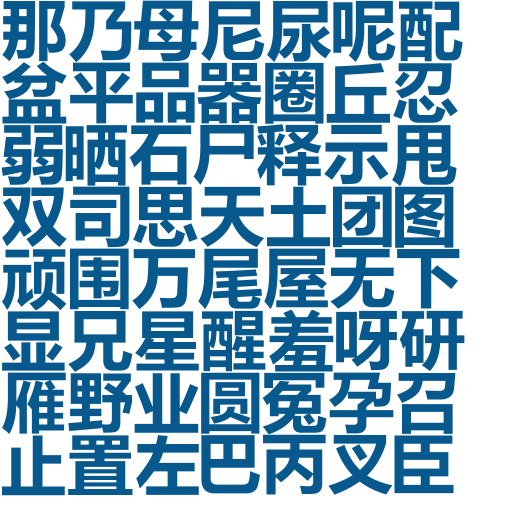 那乃母尼尿呢配
盆平品器圈丘忍
弱晒石尸释示甩
双司思天土团图
顽围万尾屋无下
显兄星醒羞呀研
雁野业圆冤孕召
止置左巴丙叉臣